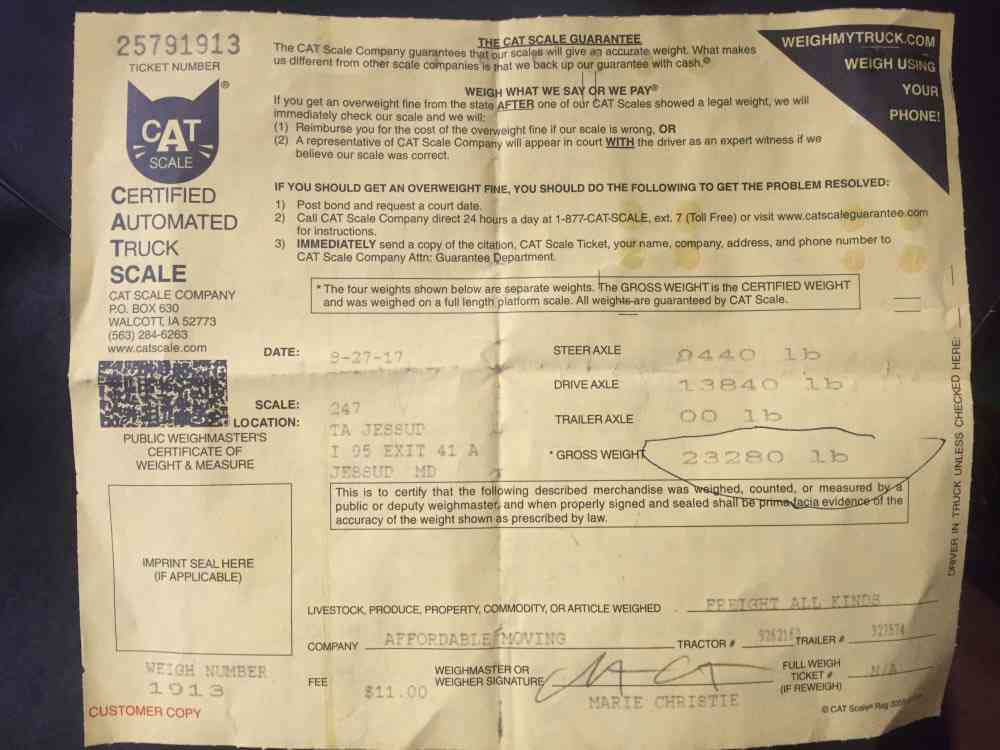 25791913
TICKET NUMBER
CAT
SCALE
®
CERTIFIED
AUTOMATED
TRUCK
SCALE
CAT SCALE COMPANY
P.O. BOX 630
WALCOTT, IA 52773
(563) 284-6263
www.catscale.com
THE CAT SCALE GUARANTEE
The CAT Scale Company guarantees that our scales will give an accurate weight. What makes
us different from other scale companies is that we back up our guarantee with cash.®
WEIGH WHAT WE SAY OR WE PAY®
If you get an overweight fine from the state AFTER one of our CAT Scales showed a legal weight, we will
immediately check our scale and we will:
(1) Reimburse you for the cost of the overweight fine if our scale is wrong, OR
(2) A representative of CAT Scale Company will appear in court WITH the driver as an expert witness if we
believe our scale was correct.
WEIGHMYTRUCK.COM
WEIGH USING
YOUR
PHONE!
IF YOU SHOULD GET AN OVERWEIGHT FINE, YOU SHOULD DO THE FOLLOWING TO GET THE PROBLEM RESOLVED:
1) Post bond and request a court date.
2) Call CAT Scale Company direct 24 hours a day at 1-877-CAT-SCALE, ext. 7 (Toll Free) or visit www.catscaleguarantee.com
for instructions.
3) IMMEDIATELY send a copy of the citation, CAT Scale Ticket, your name, company, address, and phone number to
CAT Scale Company Attn: Guarantee Department.
* The four weights shown below are separate weights. The GROSS WEIGHT is the CERTIFIED WEIGHT
and was weighed on a full length platform scale. All weights are guaranteed by CAT Scale.
DATE: 8-27-17
SCALE: 247
LOCATION: TA JESSUP
I 95 EXIT 41 A
JESSUP MD
STEER AXLE 9440 lb
DRIVE AXLE 13840 lb
TRAILER AXLE 00 lb
* GROSS WEIGHT 23280 lb
PUBLIC WEIGHMASTER'S
CERTIFICATE OF
WEIGHT & MEASURE
This is to certify that the following described merchandise was weighed, counted, or measured by a
public or deputy weighmaster, and when properly signed and sealed shall be prima facia evidence of the
accuracy of the weight shown as prescribed by law.
IMPRINT SEAL HERE
(IF APPLICABLE)
DRIVER IN TRUCK UNLESS CHECKED HERE:
LIVESTOCK, PRODUCE, PROPERTY, COMMODITY, OR ARTICLE WEIGHED FREIGHT ALL KINDS
COMPANY AFFORDABLE MOVING TRACTOR # TRAILER #
FEE $11.00
WEIGHMASTER OR
WEIGHER SIGNATURE
MARIE CHRISTIE
FULL WEIGH
TICKET # N/A
(IF REWEIGH)
WEIGH NUMBER
1913
CUSTOMER COPY
© CAT Scale® Reg